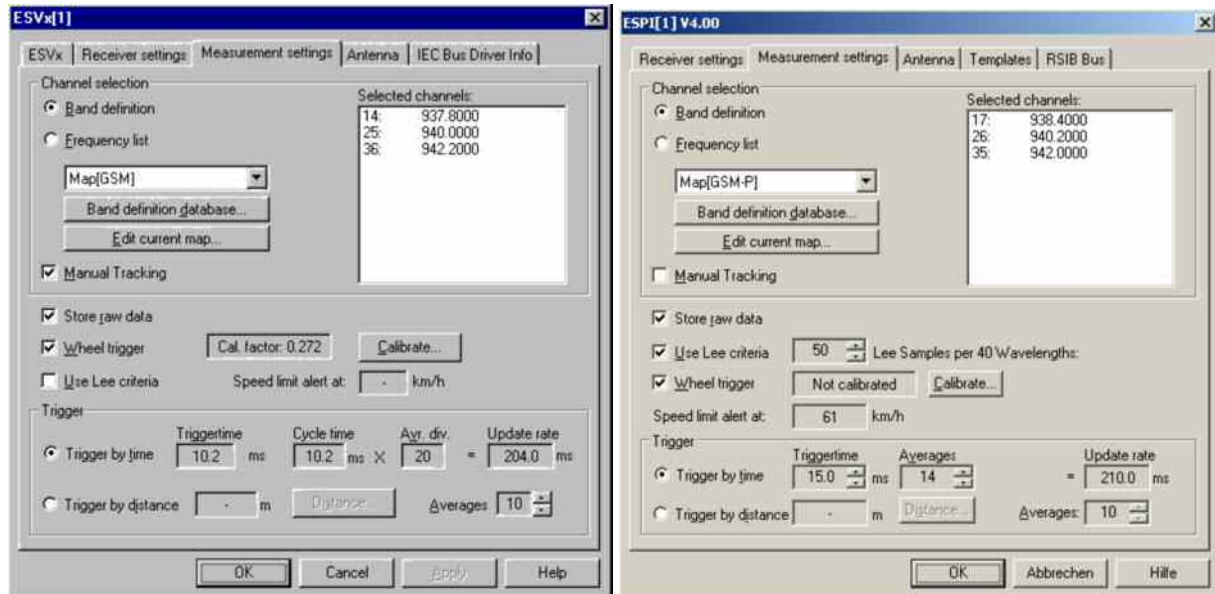 ESVx[1]
ESVx Receiver settings Measurement settings Antenna IEC Bus Driver Info
Channel selection
Band definition
Frequency list
Map[GSM]
Band definition database...
Edit current map...
Manual Tracking
Selected channels:
14: 937.8000
25: 940.0000
36: 942.2000
Store raw data
Wheel trigger Cal. factor: 0.272 Calibrate...
Use Lee criteria Speed limit alert at: - km/h
Trigger
Triggertime Cycle time Avr. div. Update rate
Trigger by time 10.2 ms 10.2 ms X 20 = 204.0 ms
Trigger by distance - m Distance... Averages 10
OK Cancel Apply Help
ESPI[1] V4.00
Receiver settings Measurement settings Antenna Templates RSIB Bus
Channel selection
Band definition
Frequency list
Map[GSM-P]
Band definition database...
Edit current map...
Manual Tracking
Selected channels:
17: 938.4000
26: 940.2000
35: 942.0000
Store raw data
Use Lee criteria 50 Lee Samples per 40 Wavelengths:
Wheel trigger Not calibrated Calibrate...
Speed limit alert at: 61 km/h
Trigger
Triggertime Averages Update rate
Trigger by time 15.0 ms 14 = 210.0 ms
Trigger by distance - m Distance... Averages: 10
OK Abbrechen Hilfe